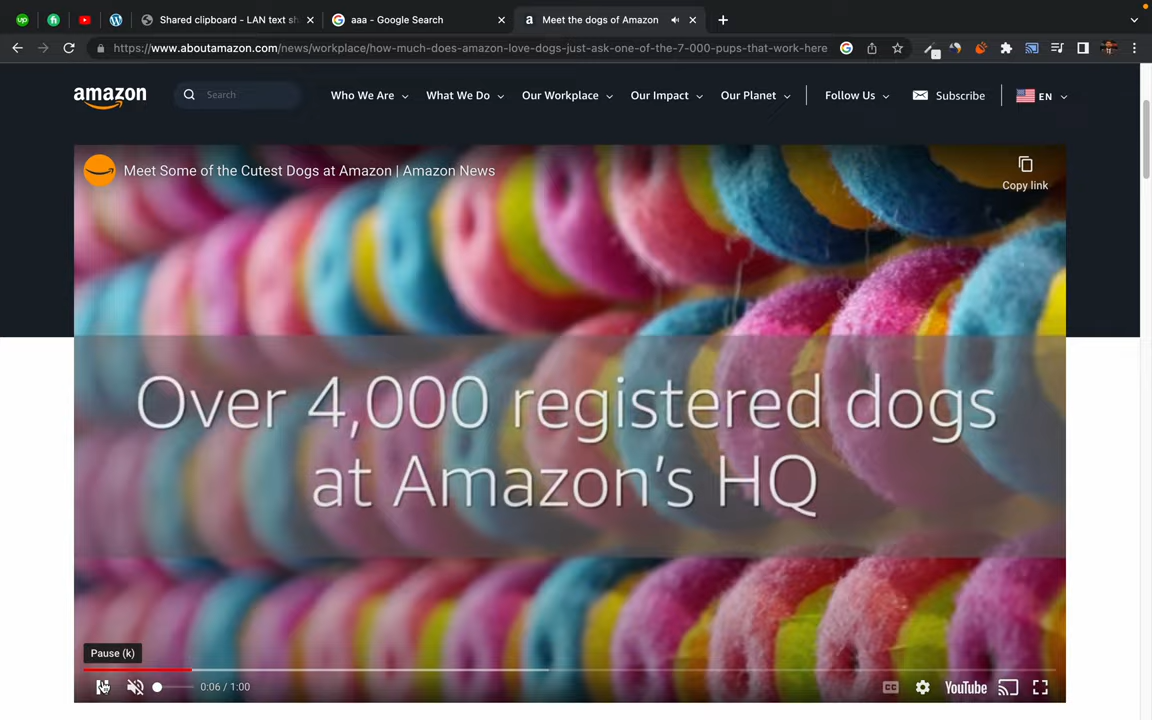 Shared clipboard - LAN text sh
aaa - Google Search
Meet the dogs of Amazon
https://www.aboutamazon.com/news/workplace/how-much-does-amazon-love-dogs-just-ask-one-of-the-7-000-pups-that-work-here
amazon
Search
Who We Are
What We Do
Our Workplace
Our Impact
Our Planet
Follow Us
Subscribe
EN
Meet Some of the Cutest Dogs at Amazon | Amazon News
Copy link
Over 4,000 registered dogs
at Amazon's HQ
Pause (k)
0:06 / 1:00
CC
YouTube